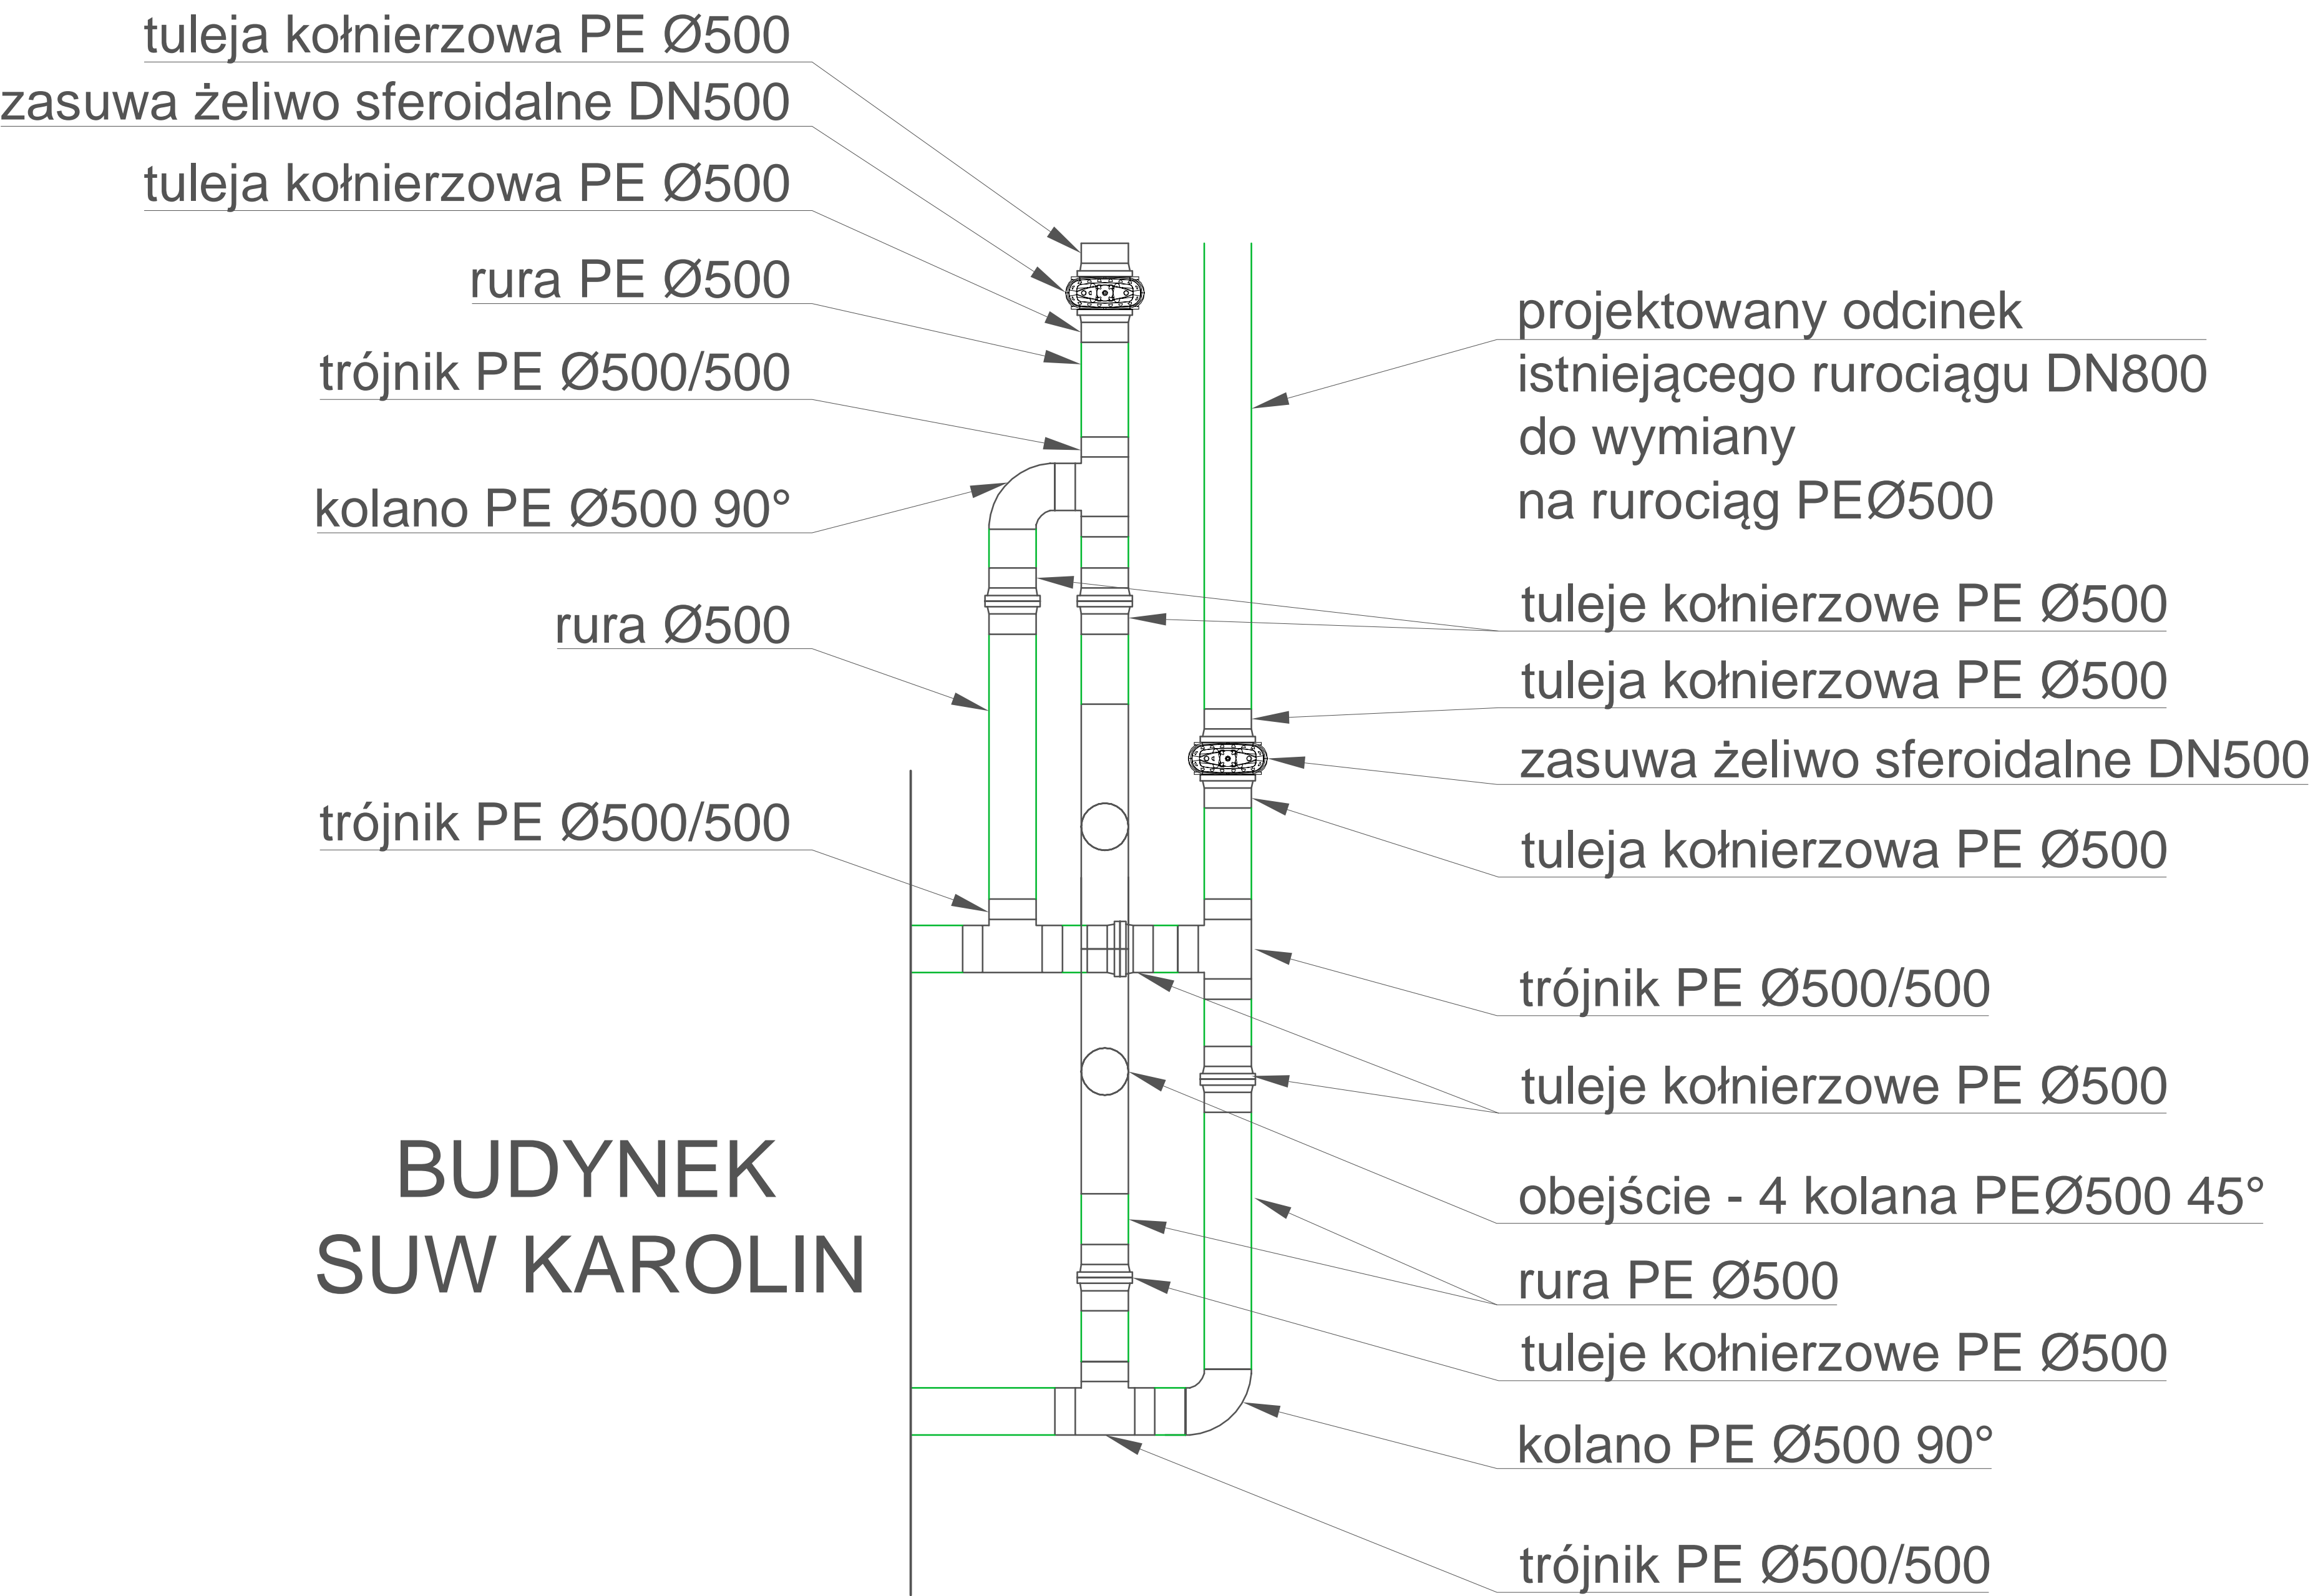 tuleja kołnierzowa PE Ø500
zasuwa żeliwo sferoidalne DN500
tuleja kołnierzowa PE Ø500
rura PE Ø500
trójnik PE Ø500/500
kolano PE Ø500 90°
rura Ø500
trójnik PE Ø500/500
BUDYNEK
SUW KAROLIN
projektowany odcinek
istniejącego rurociągu DN800
do wymiany
na rurociąg PEØ500
tuleje kołnierzowe PE Ø500
tuleja kołnierzowa PE Ø500
zasuwa żeliwo sferoidalne DN500
tuleja kołnierzowa PE Ø500
trójnik PE Ø500/500
tuleje kołnierzowe PE Ø500
obejście - 4 kolana PEØ500 45°
rura PE Ø500
tuleje kołnierzowe PE Ø500
kolano PE Ø500 90°
trójnik PE Ø500/500